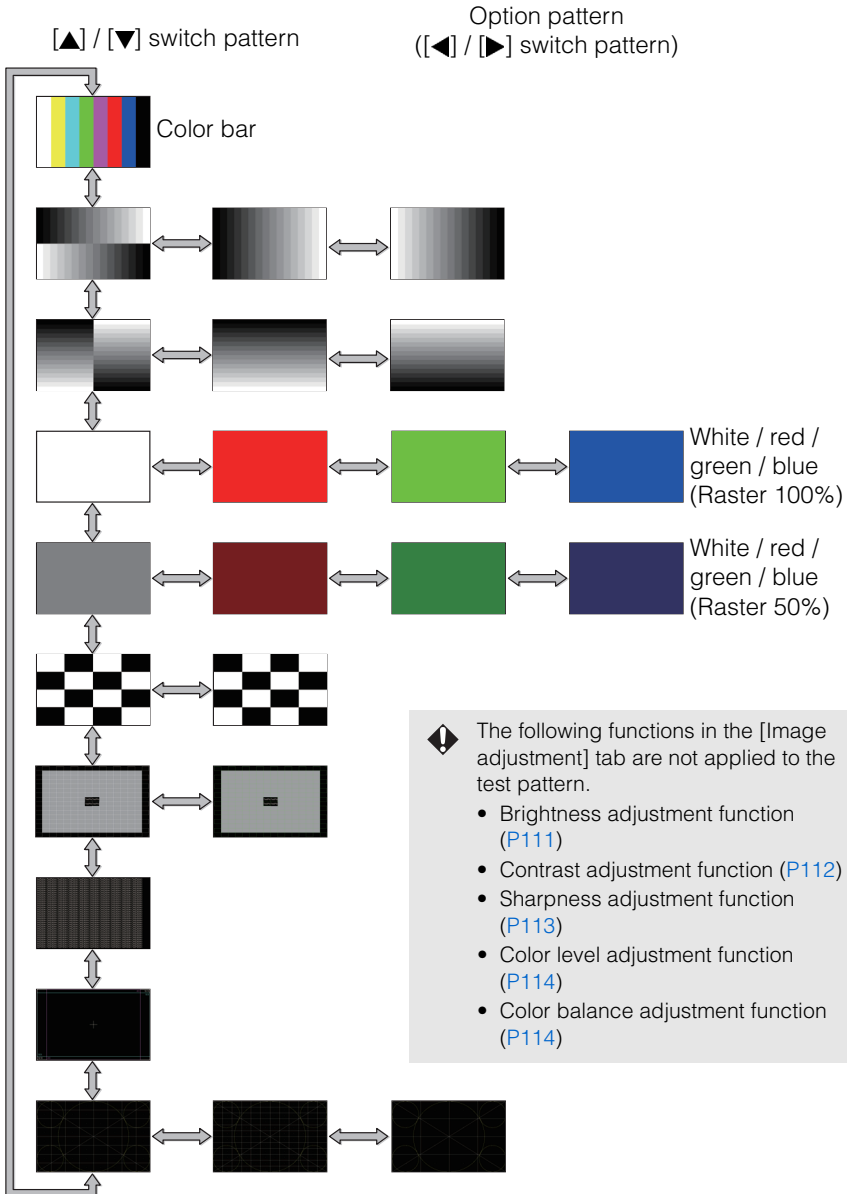 [▲] / [▼] switch pattern
Option pattern
([◀] / [▶] switch pattern)
Color bar
White / red /
green / blue
(Raster 100%)
White / red /
green / blue
(Raster 50%)
The following functions in the [Image
adjustment] tab are not applied to the
test pattern.
• Brightness adjustment function
(P111)
• Contrast adjustment function (P112)
• Sharpness adjustment function
(P113)
• Color level adjustment function
(P114)
• Color balance adjustment function
(P114)